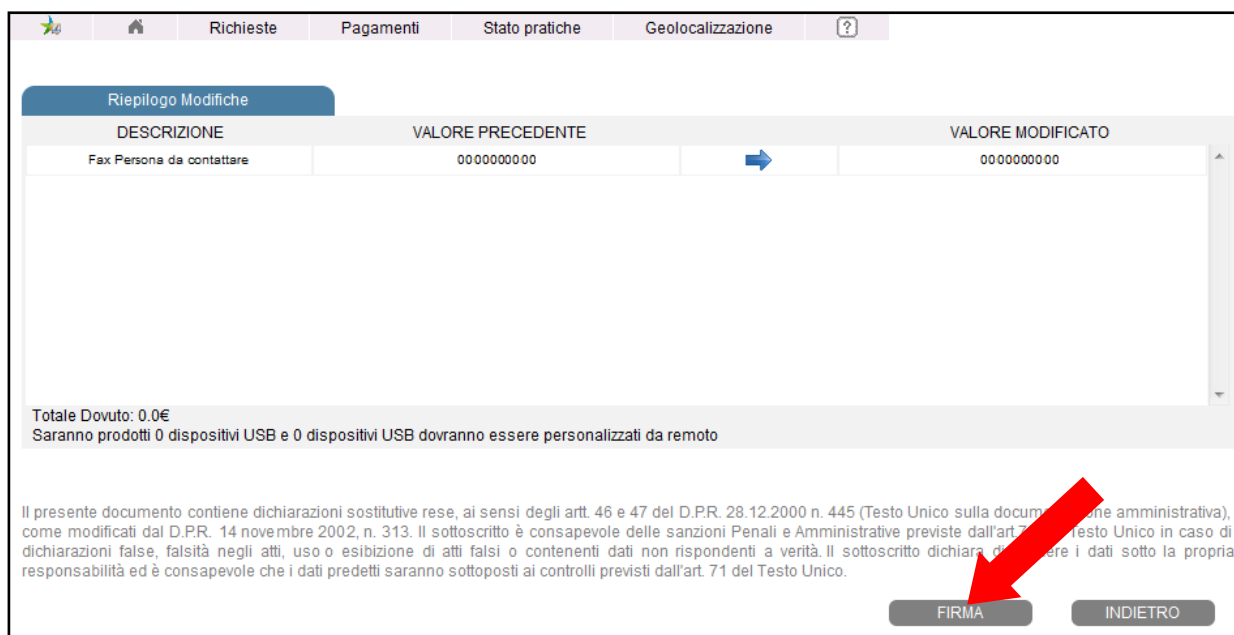 Richieste Pagamenti Stato pratiche Geolocalizzazione ?
Riepilogo Modifiche
DESCRIZIONE VALORE PRECEDENTE VALORE MODIFICATO
Fax Persona da contattare 0000000000 0000000000
Totale Dovuto: 0.0€
Saranno prodotti 0 dispositivi USB e 0 dispositivi USB dovranno essere personalizzati da remoto
Il presente documento contiene dichiarazioni sostitutive rese, ai sensi degli artt. 46 e 47 del D.P.R. 28.12.2000 n. 445 (Testo Unico sulla amministrativa),
come modificati dal D.P.R. 14 novembre 2002, n. 313. Il sottoscritto è consapevole delle sanzioni Penali e Amministrative previste dall'art. Testo Unico in caso di
dichiarazioni false, falsità negli atti, uso o esibizione di atti falsi o contenenti dati non rispondenti a verità. Il sottoscritto dichiara i dati sotto la propria
responsabilità ed è consapevole che i dati predetti saranno sottoposti ai controlli previsti dall'art. 71 del Testo Unico.
FIRMA INDIETRO